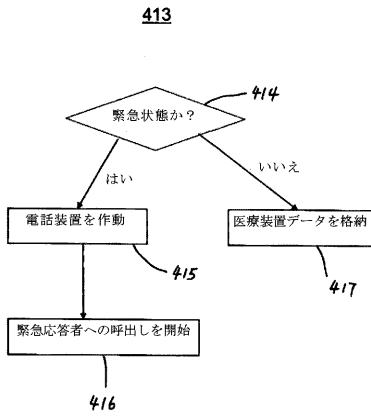 413
緊急状態か？
414
はい
いいえ
電話装置を作動
415
医療装置データを格納
417
緊急応答者への呼出しを開始
416